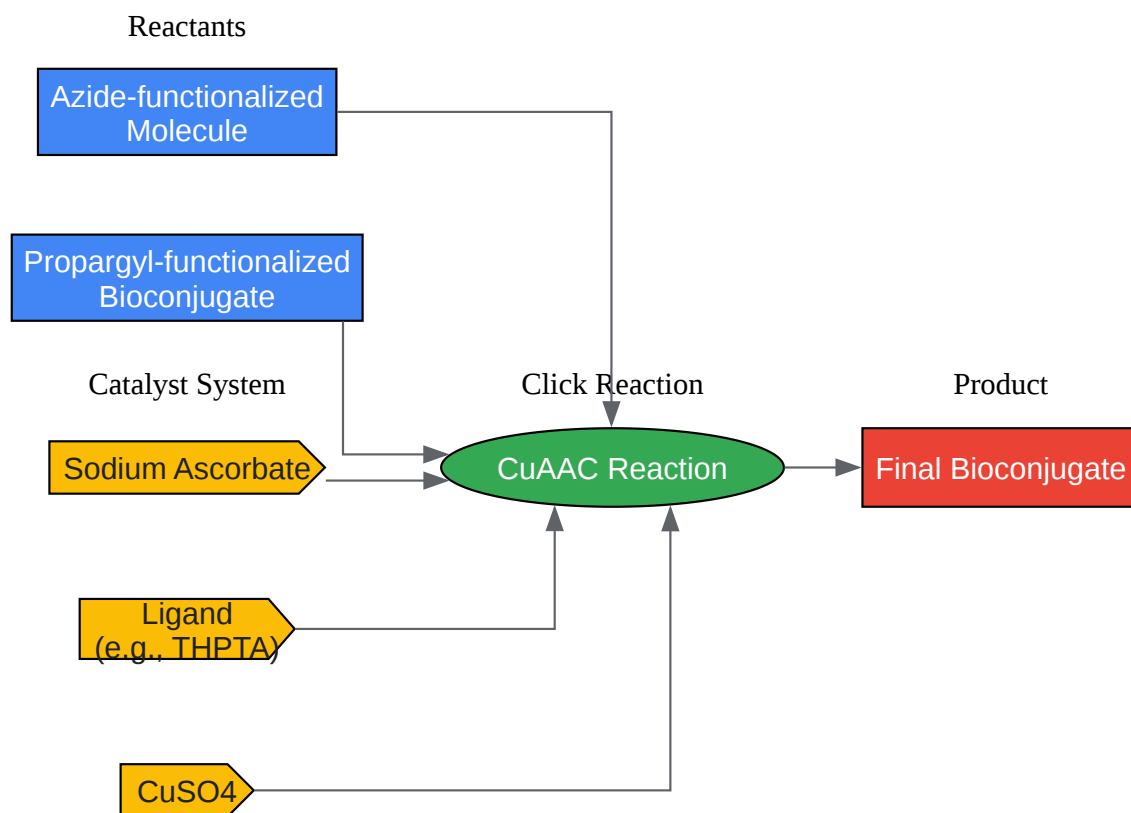 Reactants
Azide-functionalized
Molecule
Propargyl-functionalized
Bioconjugate
Catalyst System
Click Reaction
Product
Sodium Ascorbate
CuAAC Reaction
Final Bioconjugate
Ligand
(e.g., THPTA)
CuSO4